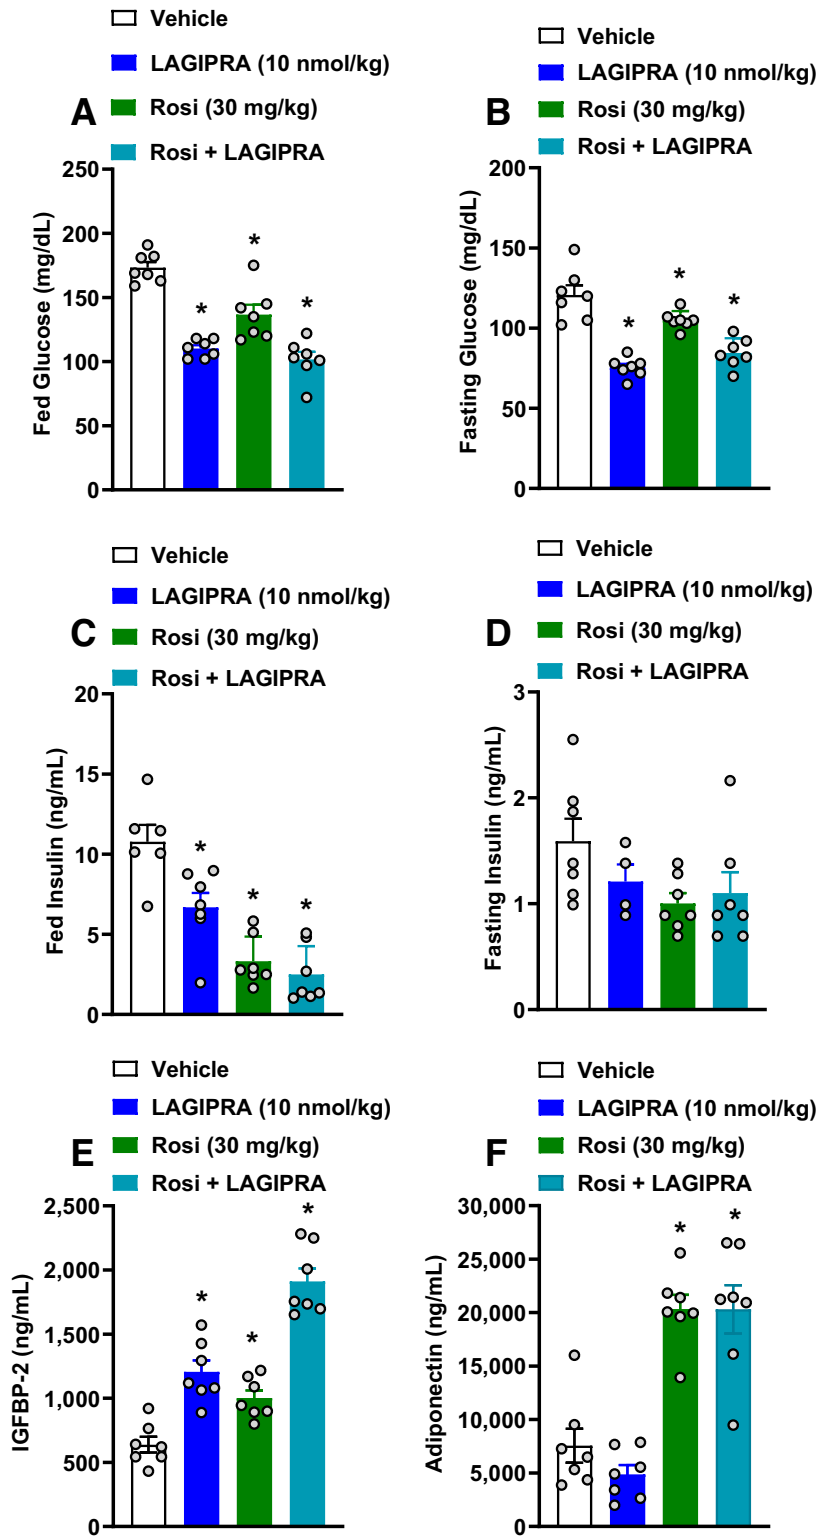 Vehicle
LAGIPRA (10 nmol/kg)
A
Rosi (30 mg/kg)
Rosi + LAGIPRA
250
200
150
100
50
0
Fed Glucose (mg/dL)
*
*
*
Vehicle
LAGIPRA (10 nmol/kg)
B
Rosi (30 mg/kg)
Rosi + LAGIPRA
200
150
100
50
0
Fasting Glucose (mg/dL)
*
*
*
Vehicle
LAGIPRA (10 nmol/kg)
C
Rosi (30 mg/kg)
Rosi + LAGIPRA
20
15
10
5
0
Fed Insulin (ng/mL)
*
*
*
Vehicle
LAGIPRA (10 nmol/kg)
D
Rosi (30 mg/kg)
Rosi + LAGIPRA
3
2
1
0
Fasting Insulin (ng/mL)
Vehicle
LAGIPRA (10 nmol/kg)
E
Rosi (30 mg/kg)
Rosi + LAGIPRA
2,500
2,000
1,500
1,000
500
0
IGFBP-2 (ng/mL)
*
*
*
Vehicle
LAGIPRA (10 nmol/kg)
F
Rosi (30 mg/kg)
Rosi + LAGIPRA
30,000
25,000
20,000
15,000
10,000
5,000
0
Adiponectin (ng/mL)
*
*